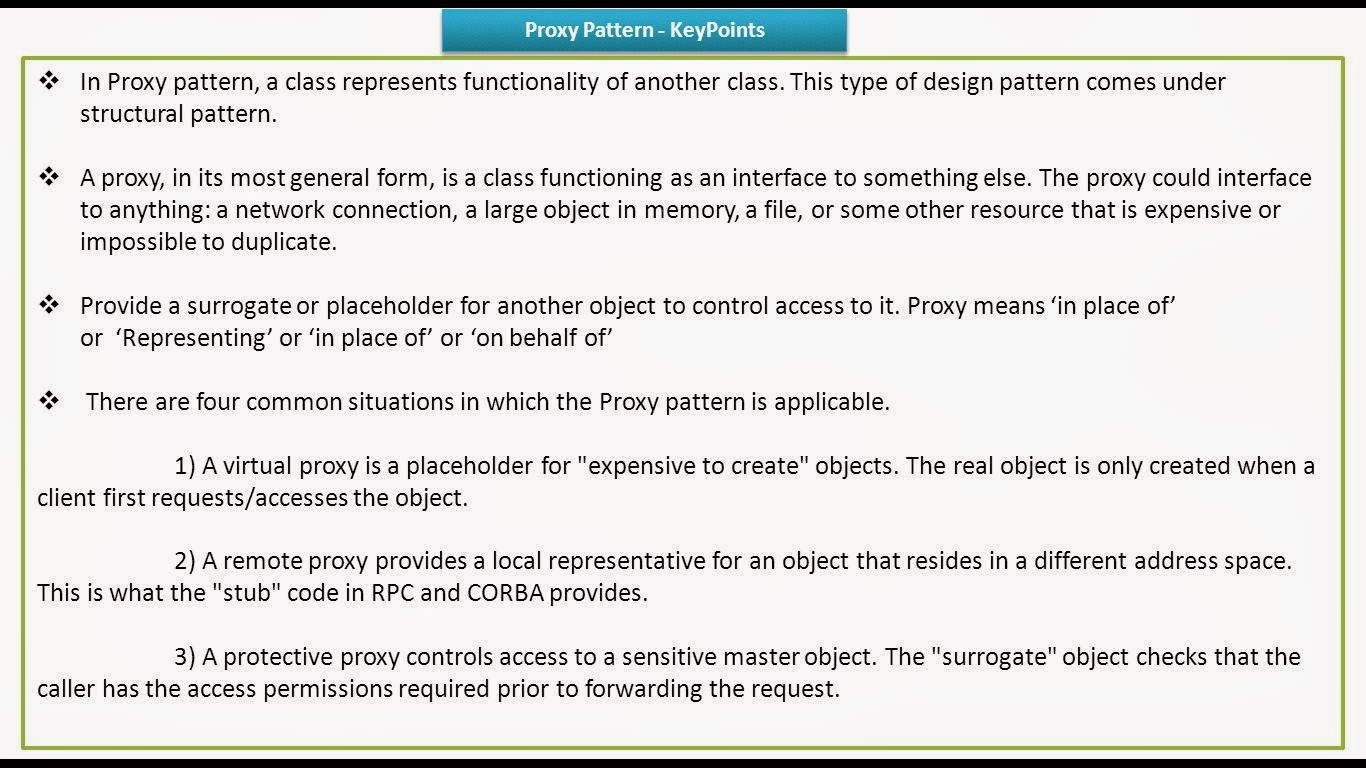 Proxy Pattern - KeyPoints
❖ In Proxy pattern, a class represents functionality of another class. This type of design pattern comes under
structural pattern.
❖ A proxy, in its most general form, is a class functioning as an interface to something else. The proxy could interface
to anything: a network connection, a large object in memory, a file, or some other resource that is expensive or
impossible to duplicate.
❖ Provide a surrogate or placeholder for another object to control access to it. Proxy means ‘in place of’
or ‘Representing’ or ‘in place of’ or ‘on behalf of’
❖ There are four common situations in which the Proxy pattern is applicable.
1) A virtual proxy is a placeholder for "expensive to create" objects. The real object is only created when a
client first requests/accesses the object.
2) A remote proxy provides a local representative for an object that resides in a different address space.
This is what the "stub" code in RPC and CORBA provides.
3) A protective proxy controls access to a sensitive master object. The "surrogate" object checks that the
caller has the access permissions required prior to forwarding the request.